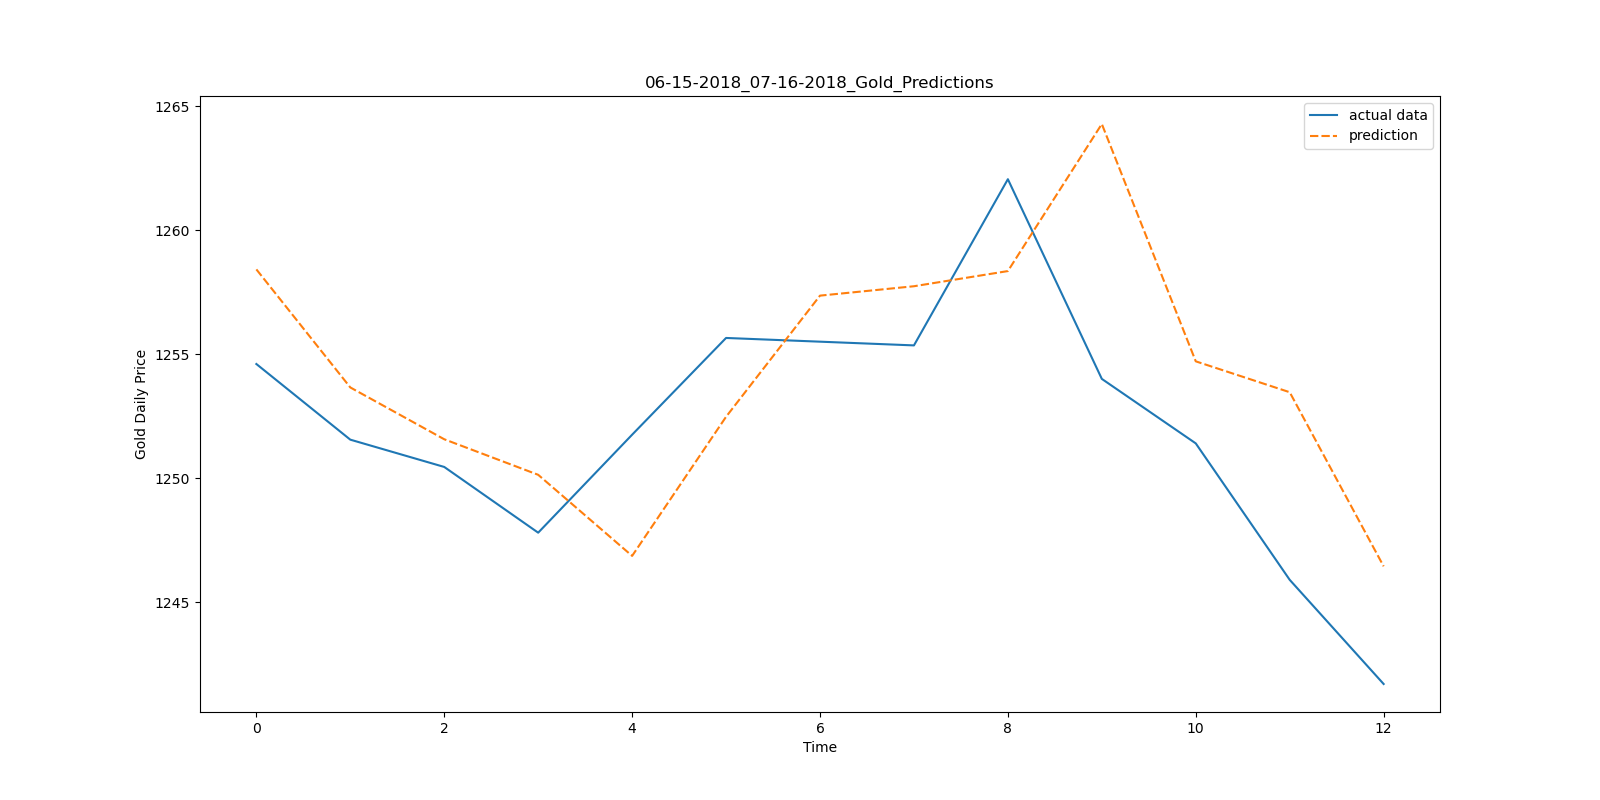 06-15-2018_07-16-2018_Gold_Predictions
1265
1260
1255
1250
1245
Gold Daily Price
actual data
prediction
0 2 4 6 8 10 12
Time